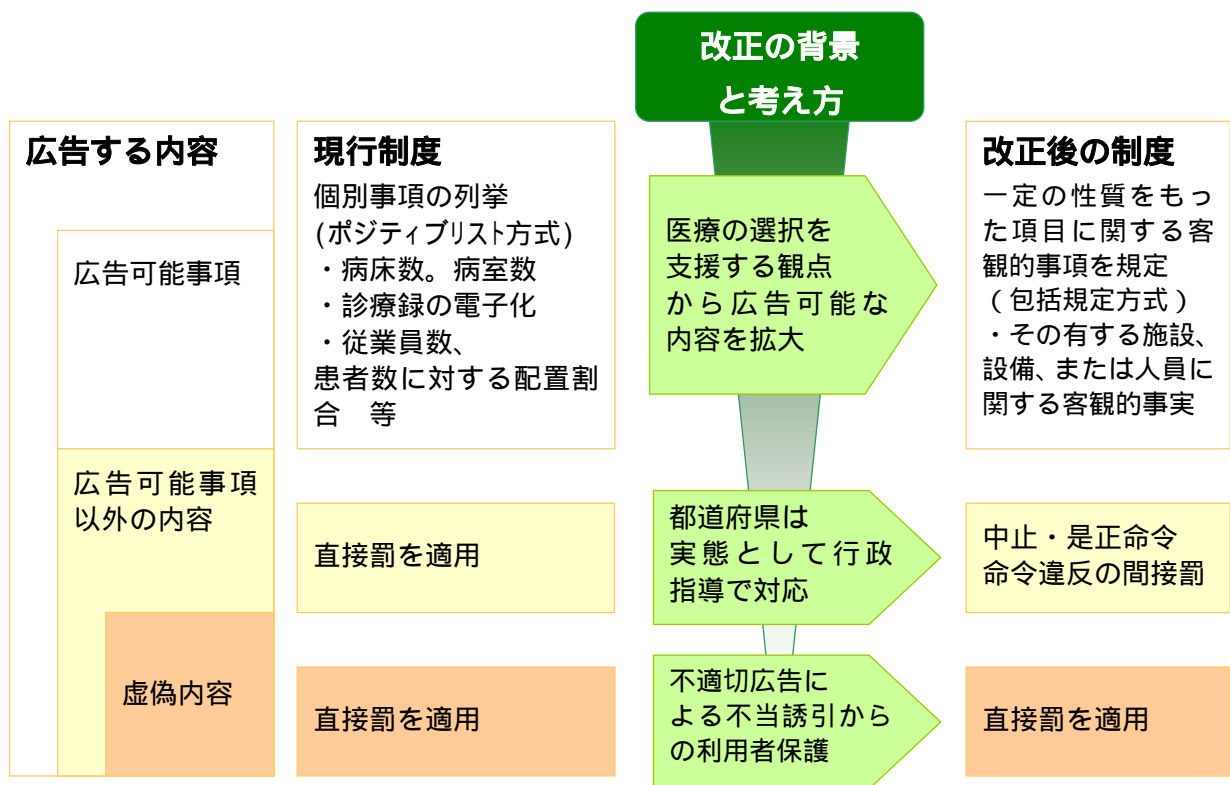 改正の背景
と考え方
広告する内容
広告可能事項
広告可能事項
以外の内容
虚偽内容
現行制度
個別事項の列挙
(ポジティブリスト方式)
・病床数。病室数
・診療録の電子化
・従業員数、
患者数に対する配置割
合　等
直接罰を適用
直接罰を適用
医療の選択を
支援する観点
から広告可能な
内容を拡大
都道府県は
実態として行政
指導で対応
不適切広告に
よる不当誘引から
の利用者保護
改正後の制度
一定の性質をもっ
た項目に関する客
観的事項を規定
(包括規定方式)
・その有する施設、
設備、または人員に
関する客観的事実
中止・是正命令
命令違反の間接罰
直接罰を適用